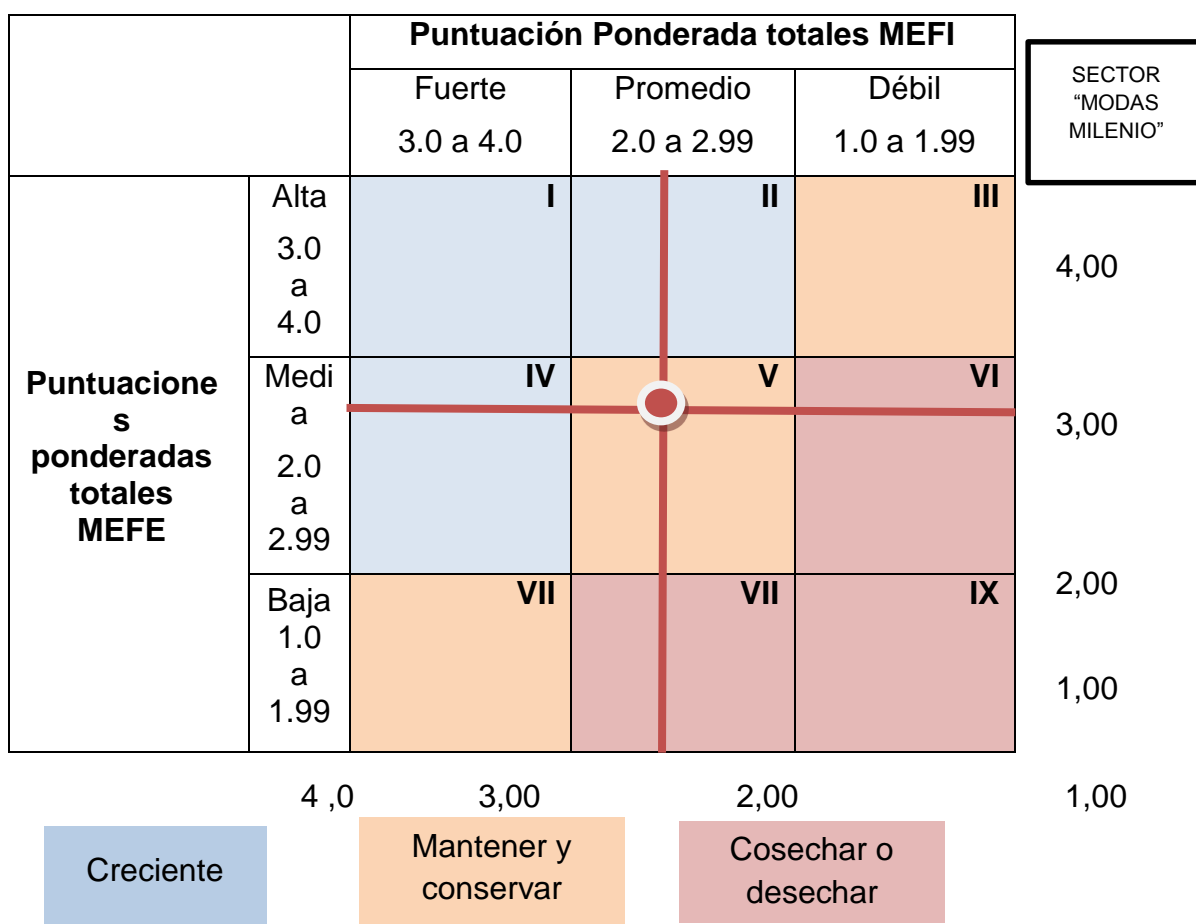 Puntuación Ponderada totales MEFI
Fuerte
3.0 a 4.0
Promedio
2.0 a 2.99
Débil
1.0 a 1.99
SECTOR
“MODAS
MILENIO”
Puntuacione
s
ponderadas
totales
MEFE
Alta
3.0
a
4.0
I
II
III
4,00
Medi
a
2.0
a
2.99
IV
V
VI
3,00
Baja
1.0
a
1.99
VII
VII
IX
2,00
1,00
4 ,0
3,00
2,00
1,00
Creciente
Mantener y
conservar
Cosechar o
desechar